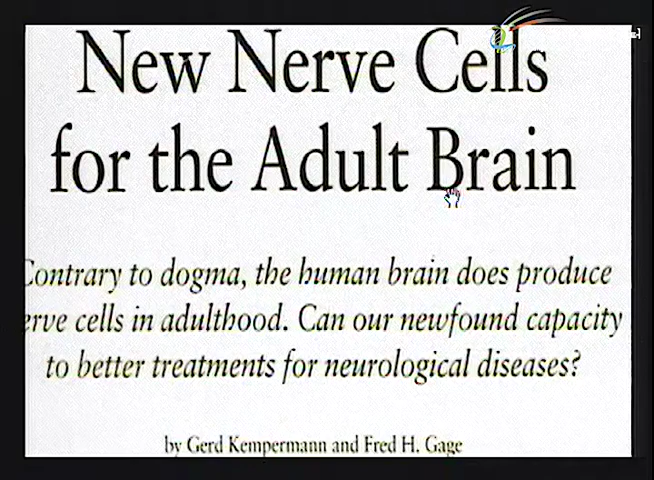 New Nerve Cells
for the Adult Brain
Contrary to dogma, the human brain does produce
erve cells in adulthood. Can our newfound capacity
to better treatments for neurological diseases?
by Gerd Kempermann and Fred H. Gage